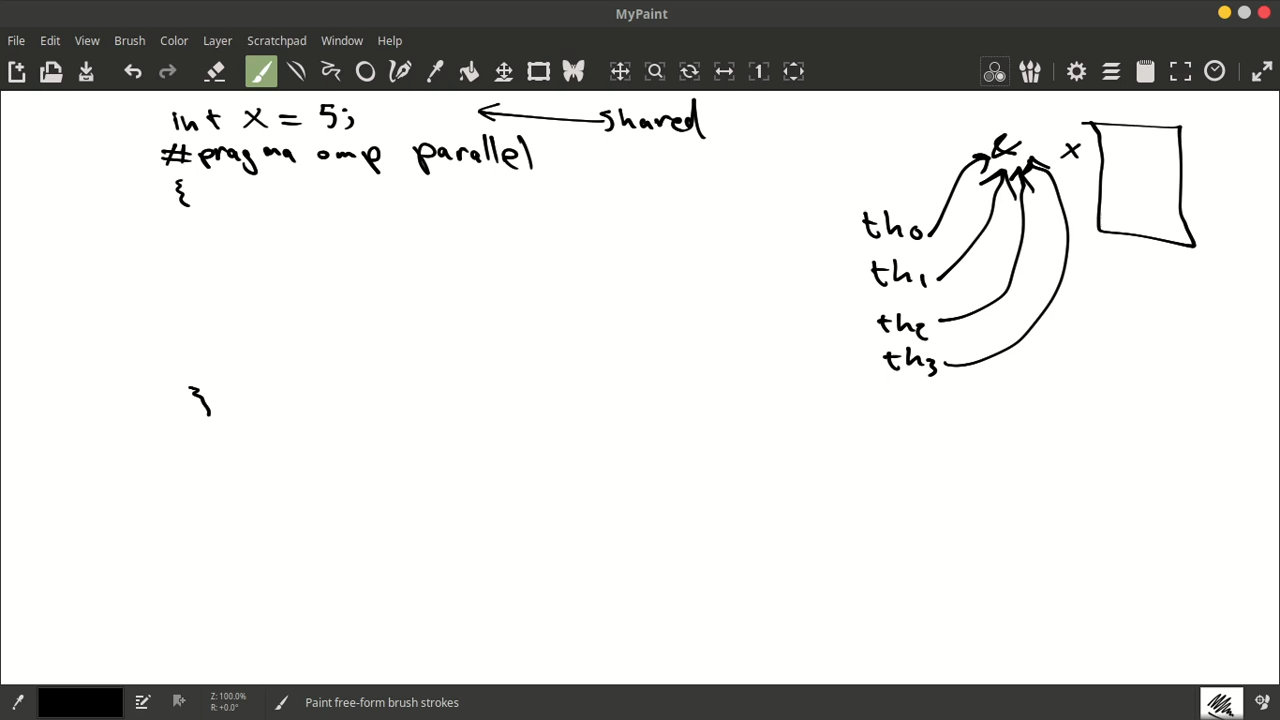 MyPaint
File Edit View Brush Color Layer Scratchpad Window Help
int x = 5; shared
#pragma omp parallel
{
& x
th0
th1
th2
th3
}
Z: 100.0%
R: +0.0°
Paint free-form brush strokes